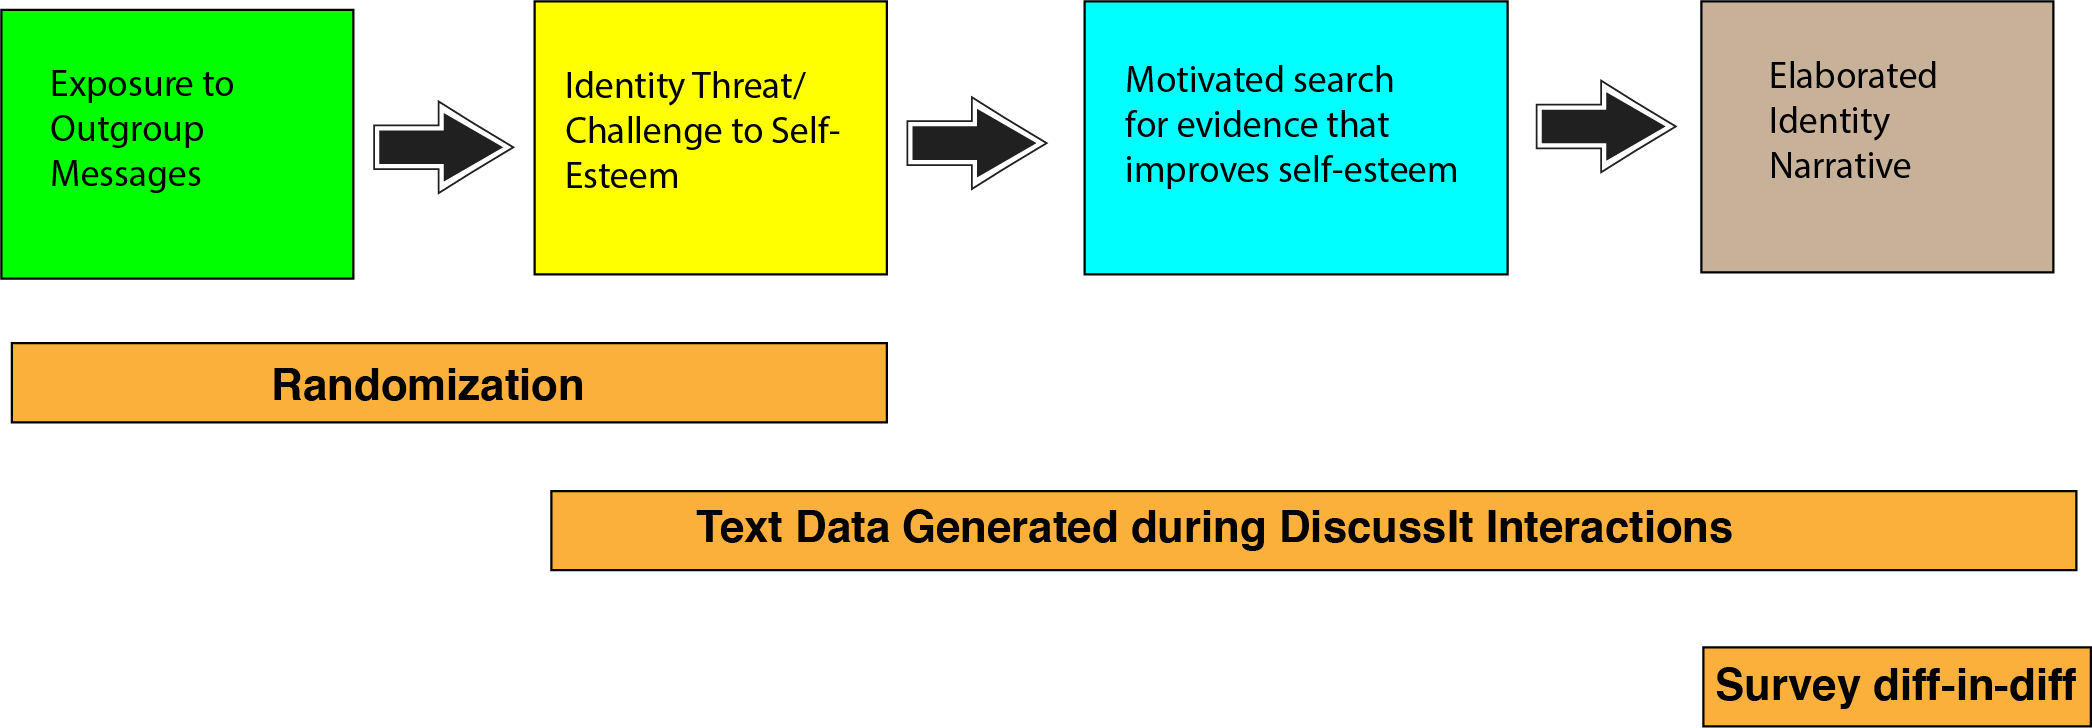 Exposure to
Outgroup
Messages
Identity Threat/
Challenge to Self-
Esteem
Motivated search
for evidence that
improves self-esteem
Elaborated
Identity
Narrative
Randomization
Text Data Generated during DiscussIt Interactions
Survey diff-in-diff